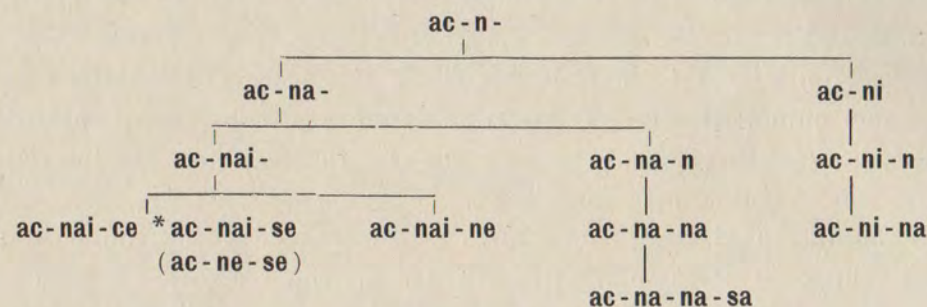 ac - n -
ac - na - ac - ni
ac - nai - ac - na - n ac - ni - n
ac - nai - ce * ac - nai - se ac - nai - ne ac - na - na ac - ni - na
( ac - ne - se )
ac - na - na - sa